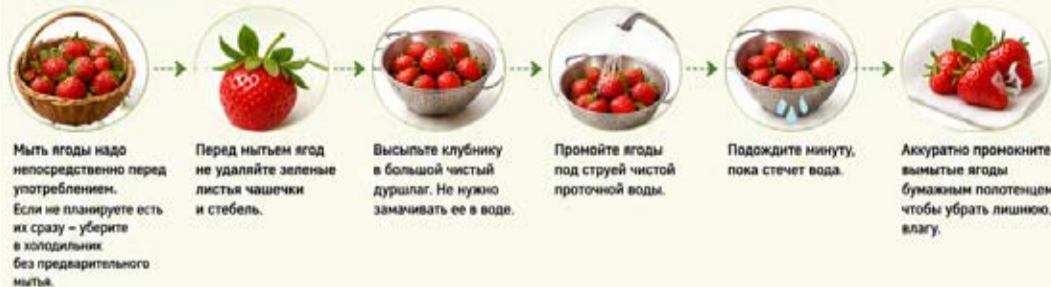 Мыть ягоды надо
непосредственно перед
употреблением.
Если не планируете есть
их сразу – уберите
в холодильник
без предварительного
мытья.
Перед мытьем ягод
не удаляйте зеленые
листья чашечки
и стебель.
Высыпьте клубнику
в большой чистый
дуршлаг. Не нужно
замачивать ее в воде.
Промойте ягоды
под струей чистой
проточной воды.
Подождите минуту,
пока стечет вода.
Аккуратно промокните
вымытые ягоды
бумажным полотенцем
чтобы убрать лишнюю.
влагу.